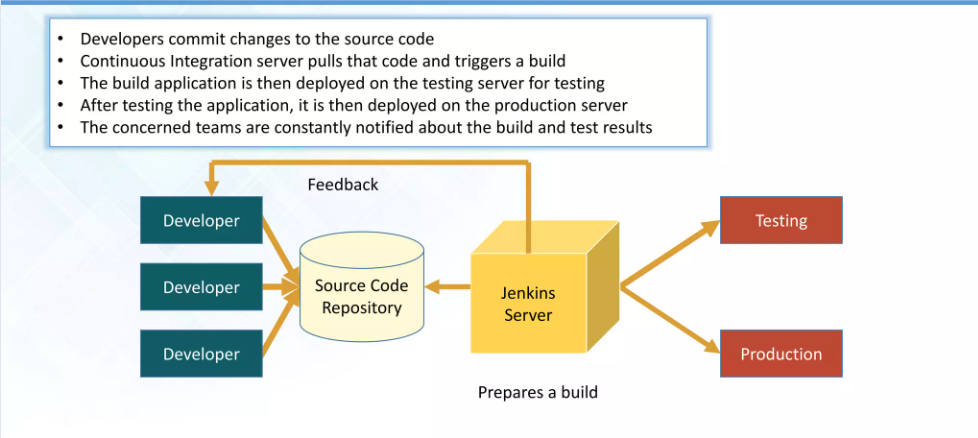 • Developers commit changes to the source code
• Continuous Integration server pulls that code and triggers a build
• The build application is then deployed on the testing server for testing
• After testing the application, it is then deployed on the production server
• The concerned teams are constantly notified about the build and test results
Feedback
Developer
Testing
Developer
Source Code
Repository
Jenkins
Server
Developer
Production
Prepares a build